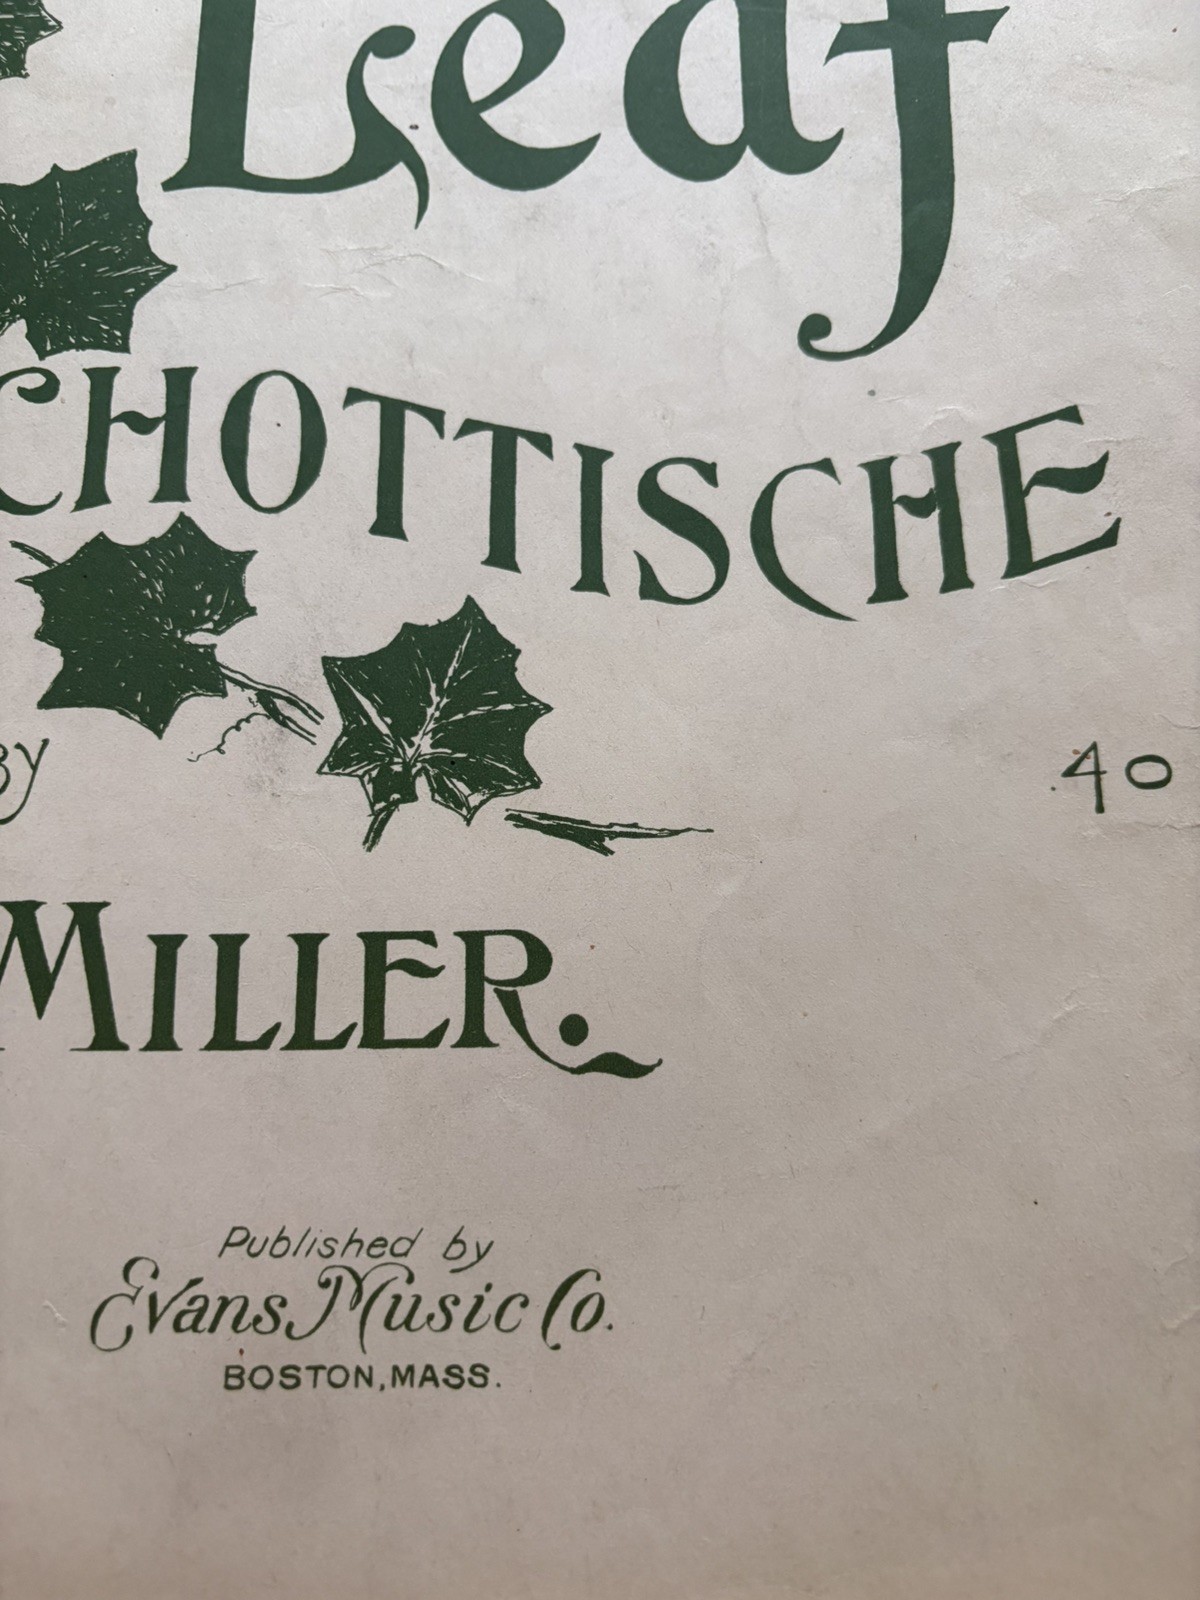 Leaf
CHOTTISCHE
By
40
MILLER.
Published by
Evans Music Co.
BOSTON, MASS.